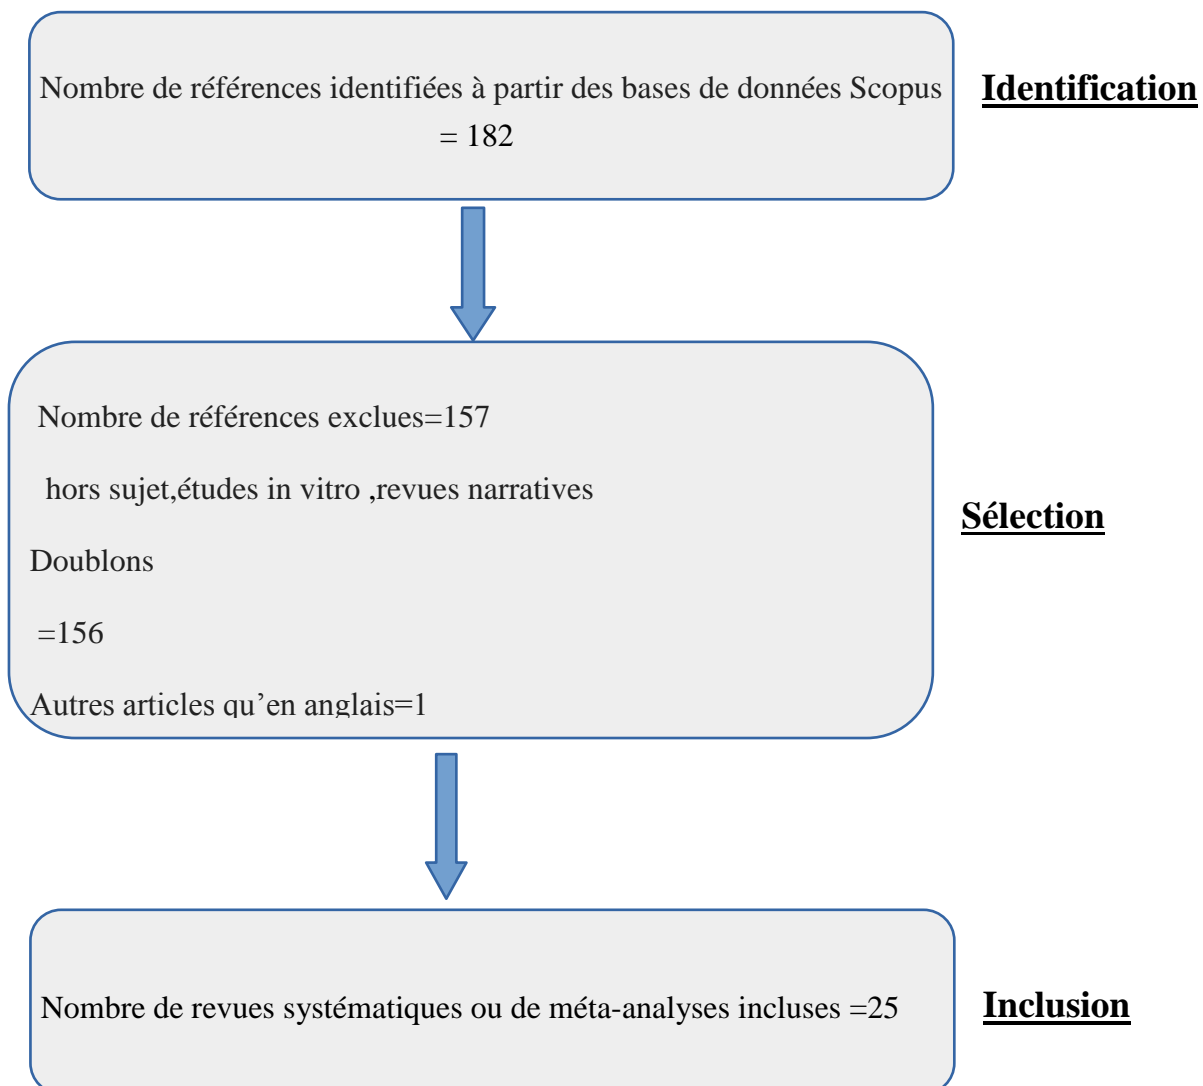 Nombre de références identifiées à partir des bases de données Scopus
= 182
Identification
Nombre de références exclues=157
hors sujet,études in vitro ,revues narratives
Doublons
=156
Autres articles qu’en anglais=1
Sélection
Nombre de revues systématiques ou de méta-analyses incluses =25
Inclusion